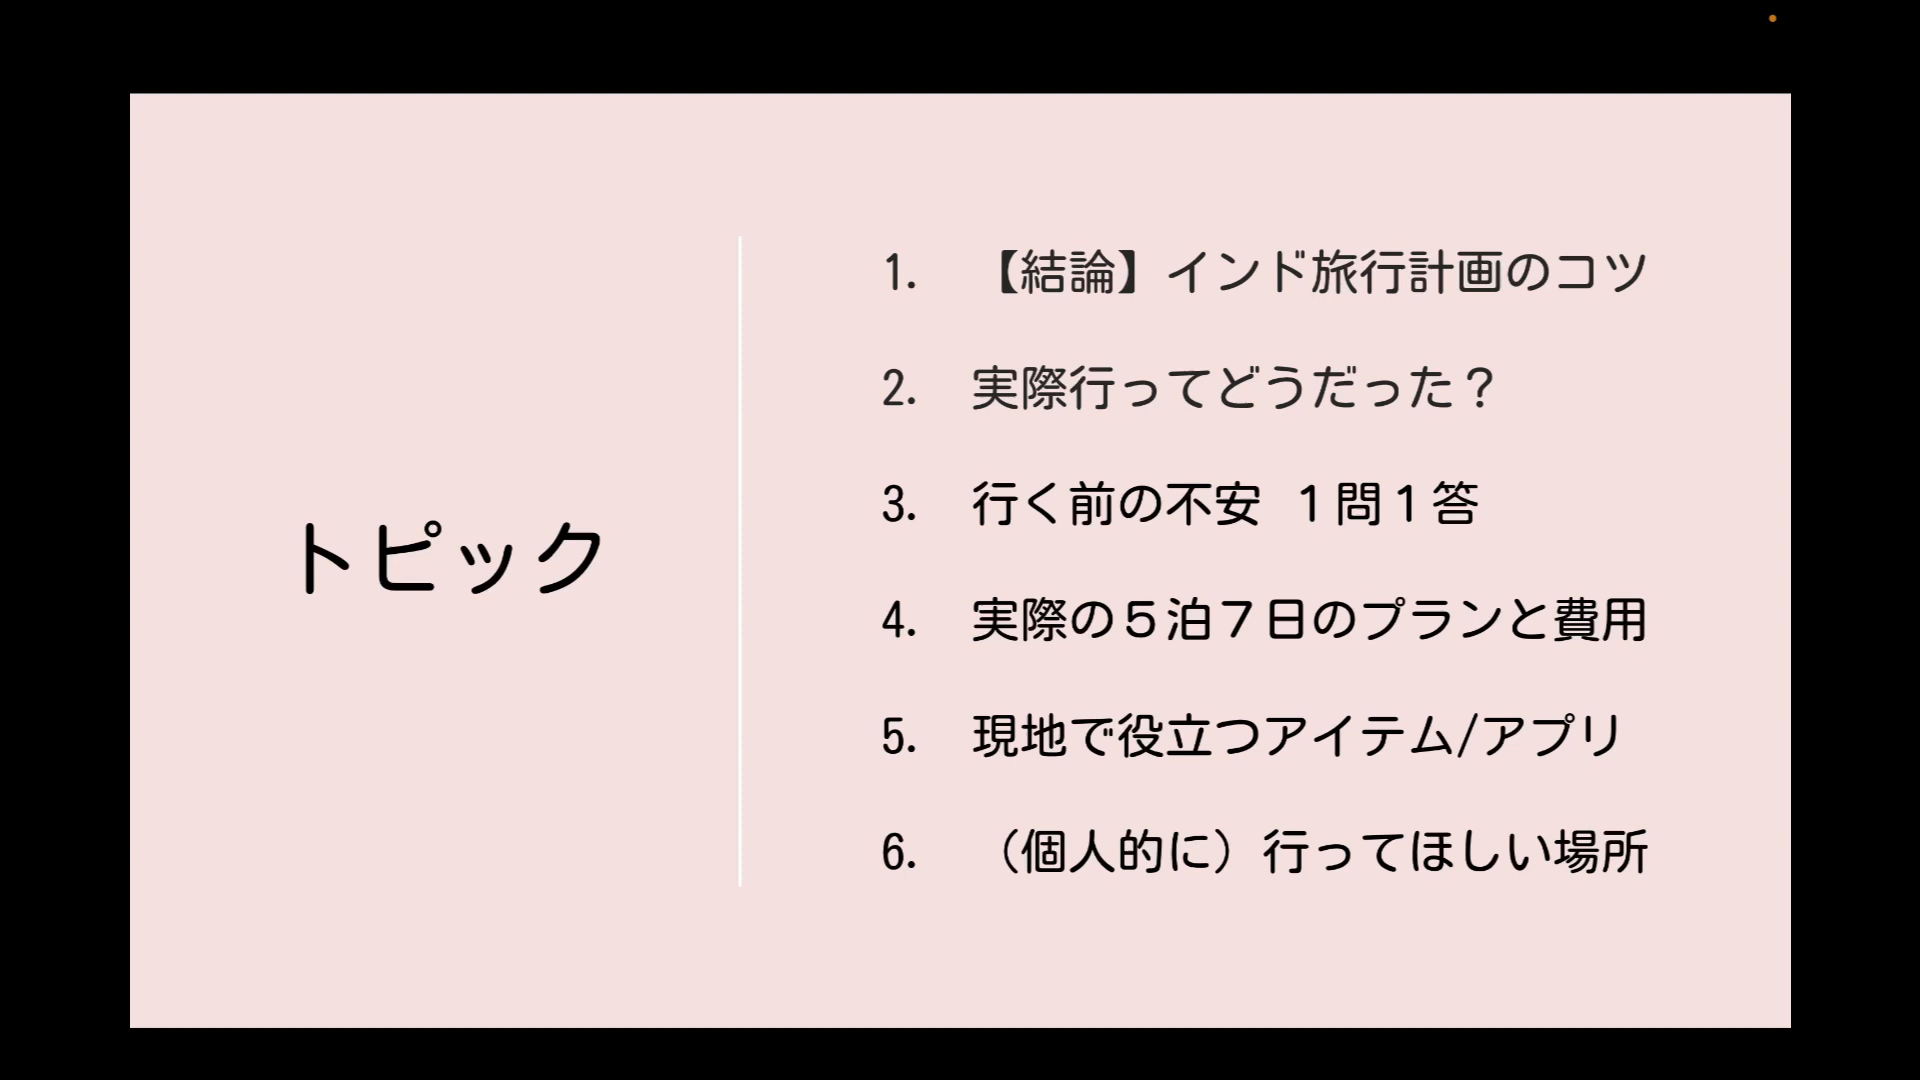 トピック
1. 【結論】インド旅行計画のコツ
2. 実際行ってどうだった？
3. 行く前の不安 １問１答
4. 実際の５泊７日のプランと費用
5. 現地で役立つアイテム/アプリ
6. （個人的に）行ってほしい場所